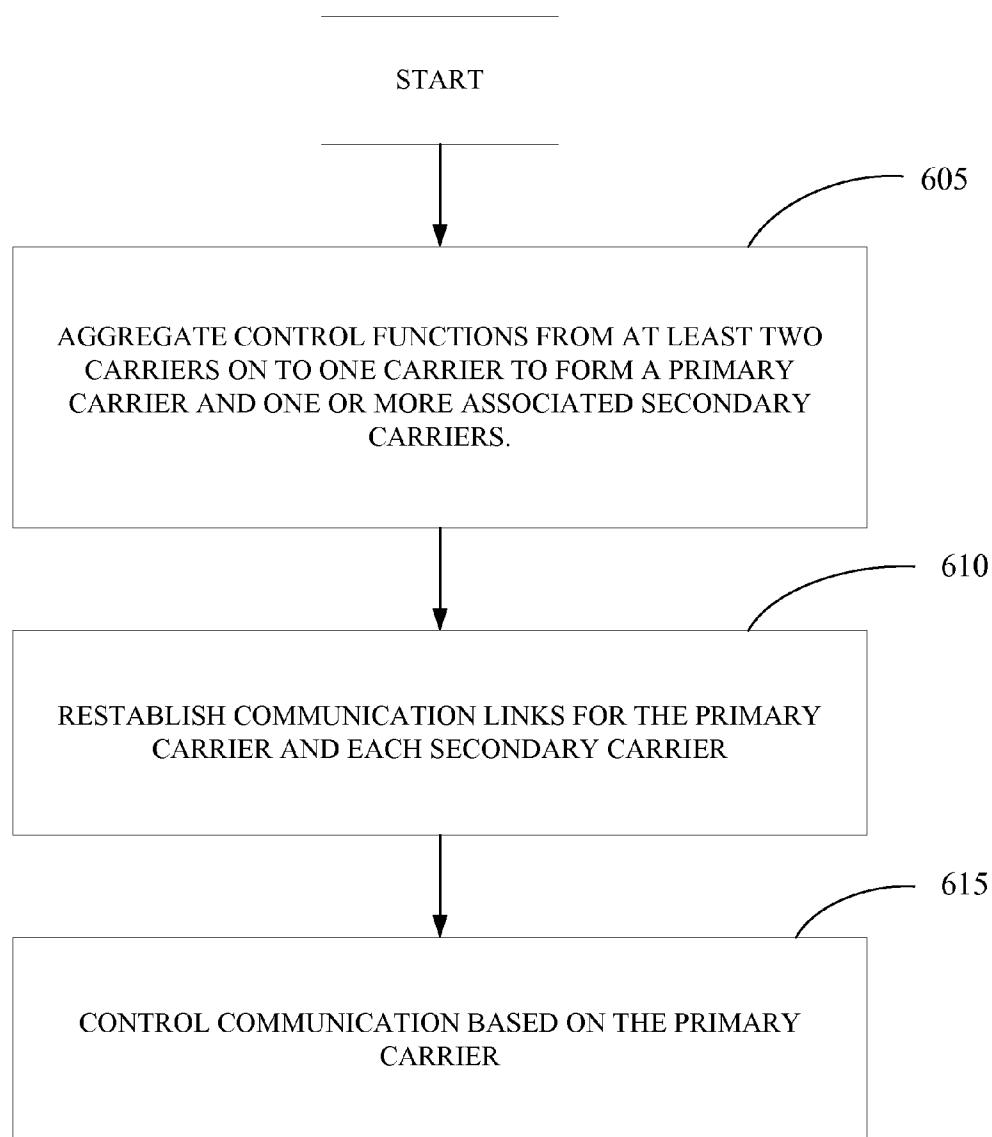 START
605
AGGREGATE CONTROL FUNCTIONS FROM AT LEAST TWO
CARRIERS ON TO ONE CARRIER TO FORM A PRIMARY
CARRIER AND ONE OR MORE ASSOCIATED SECONDARY
CARRIERS.
610
RESTABLISH COMMUNICATION LINKS FOR THE PRIMARY
CARRIER AND EACH SECONDARY CARRIER
615
CONTROL COMMUNICATION BASED ON THE PRIMARY
CARRIER